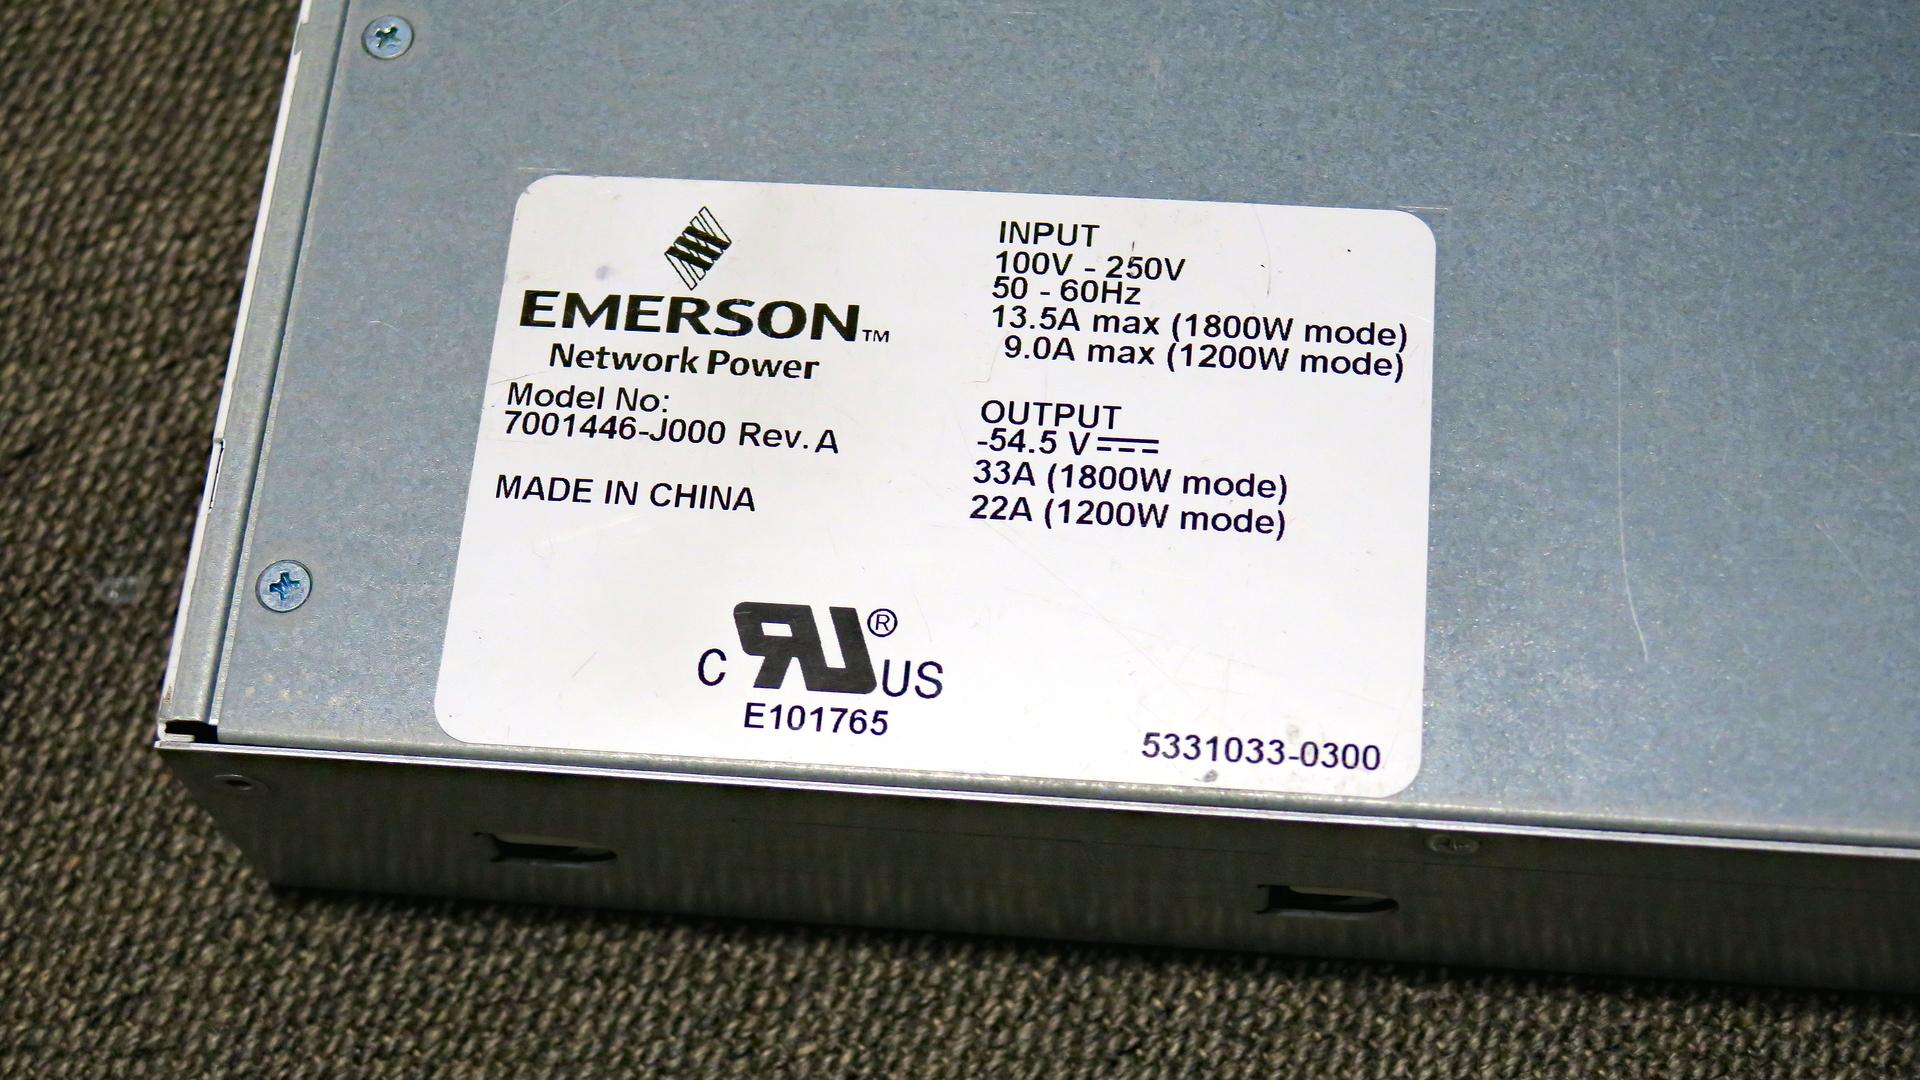 EMERSON™
Network Power
Model No:
7001446-J000 Rev. A
MADE IN CHINA
INPUT
100V - 250V
50 - 60Hz
13.5A max (1800W mode)
9.0A max (1200W mode)
OUTPUT
-54.5 V⎓
33A (1800W mode)
22A (1200W mode)
C RU® US
E101765
5331033-0300